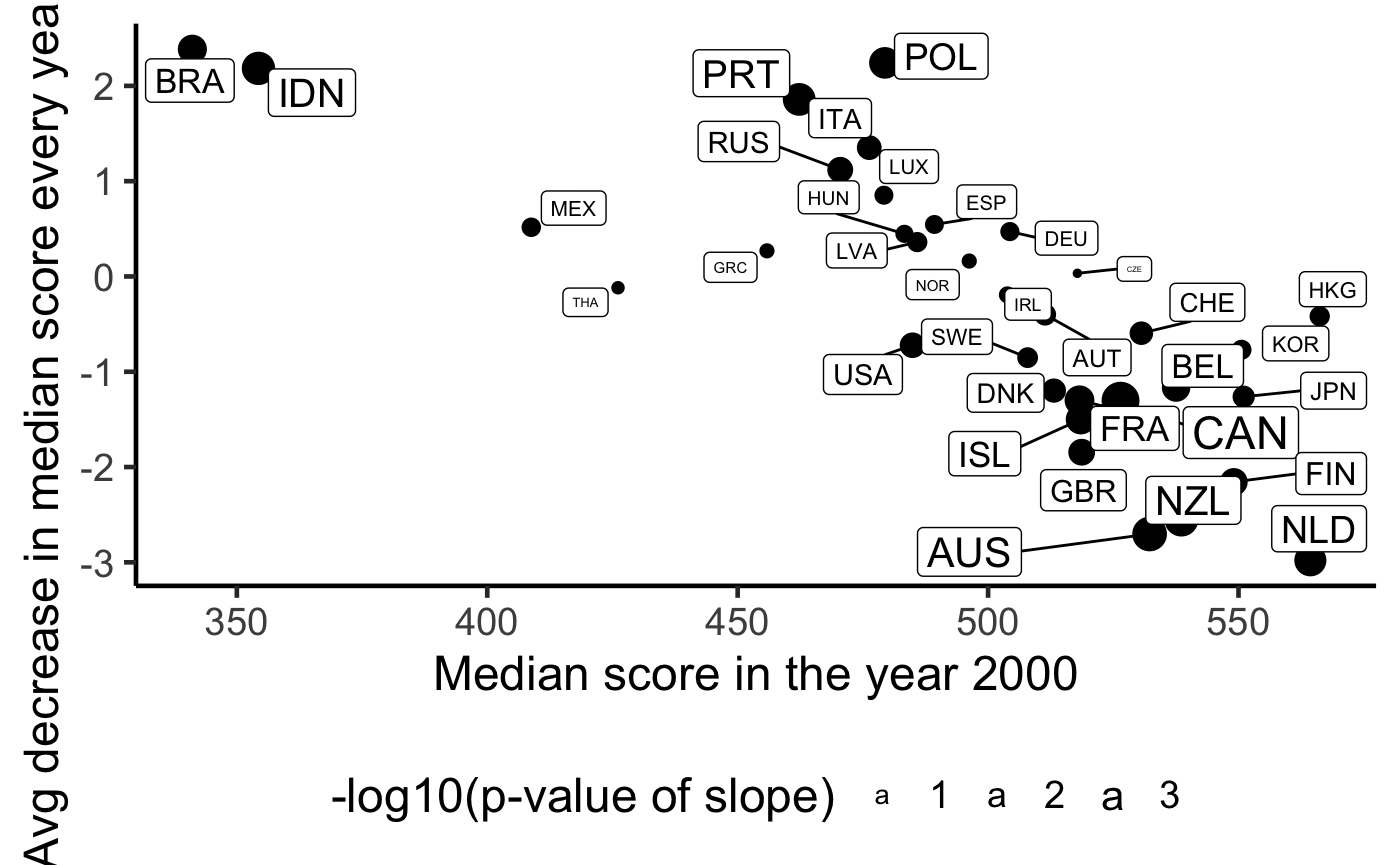 Avg decrease in median score every yea
2
1
0
-1
-2
-3
BRA
IDN
PRT
POL
ITA
RUS
LUX
HUN
ESP
MEX
LVA
DEU
GRC
NOR
CZE
THA
IRL
CHE
HKG
USA
SWE
AUT
BEL
KOR
DNK
JPN
ISL
FRA
CAN
GBR
FIN
NZL
AUS
NLD
350 400 450 500 550
Median score in the year 2000
-log10(p-value of slope) a 1 a 2 a 3